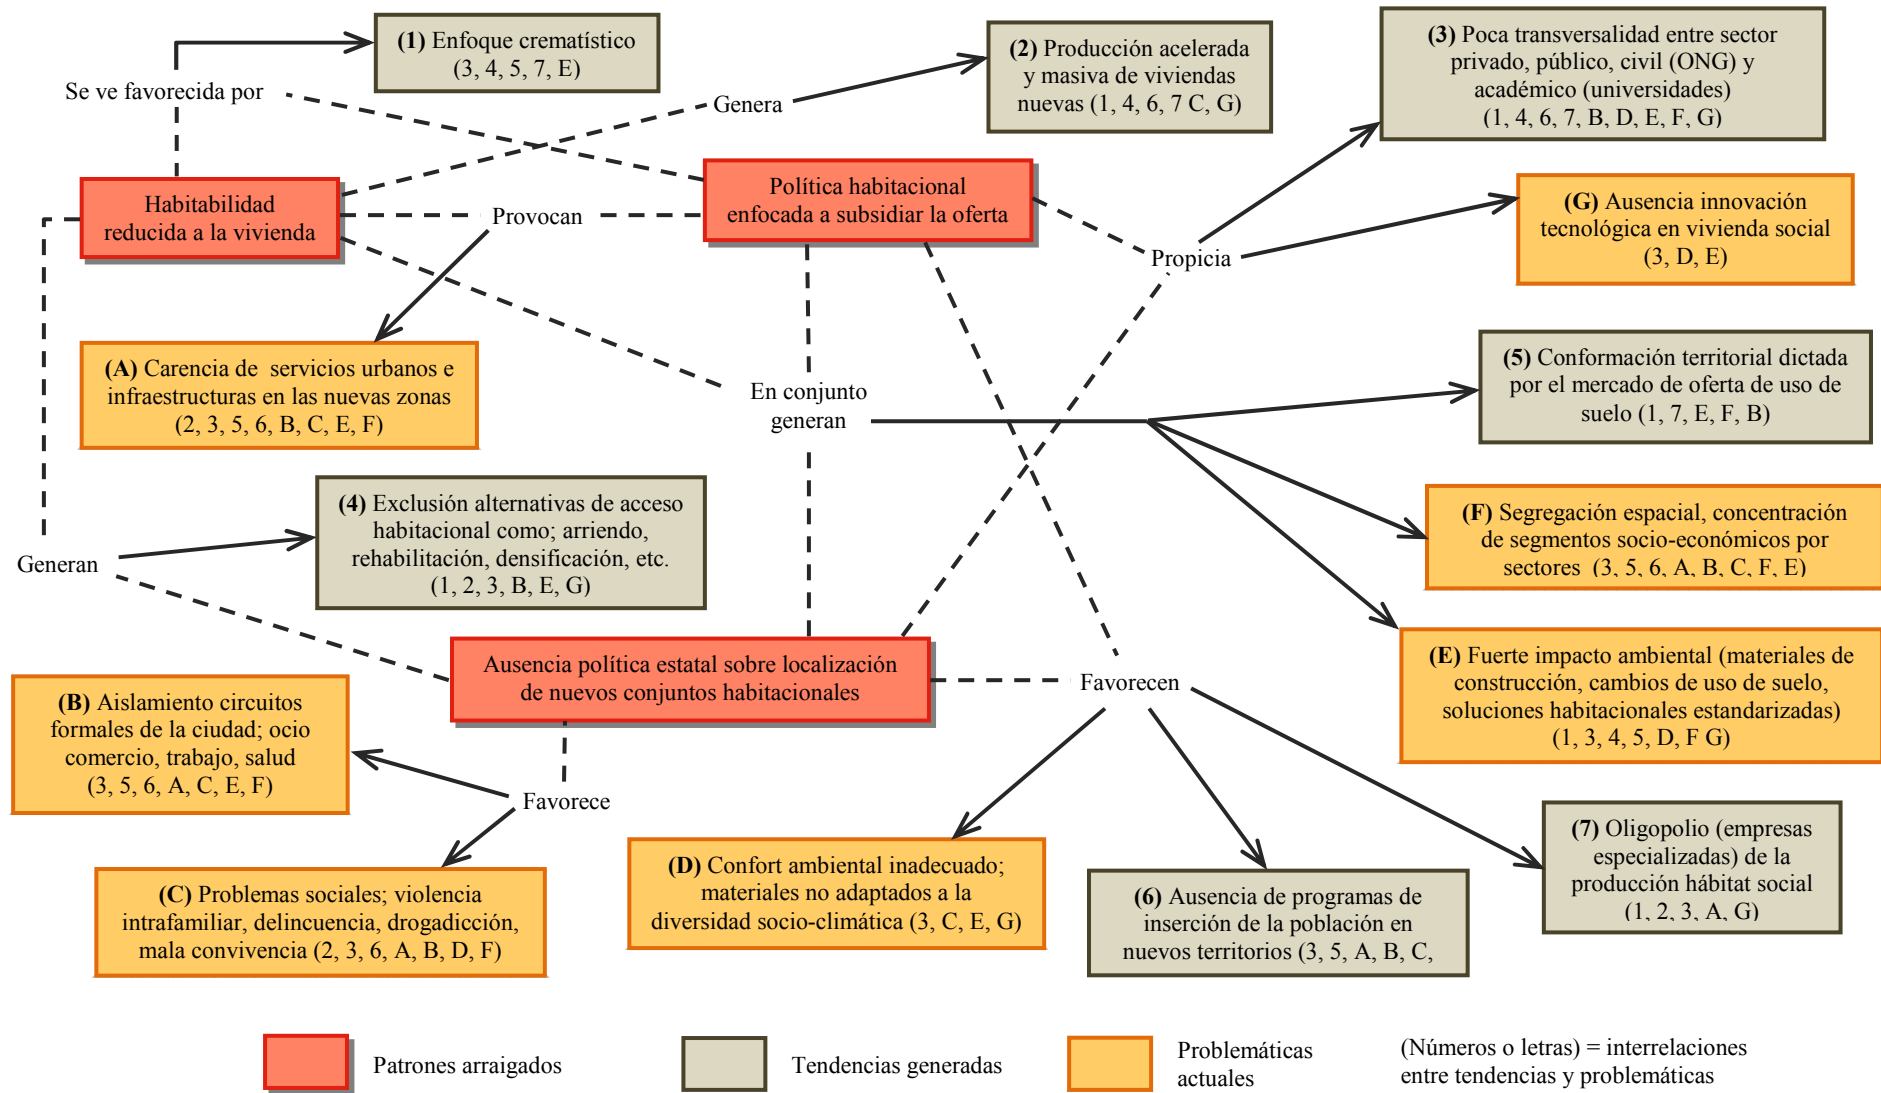 (1) Enfoque crematístico
(3, 4, 5, 7, E)
Se ve favorecida por
Genera
(2) Producción acelerada
y masiva de viviendas
nuevas (1, 4, 6, 7 C, G)
(3) Poca transversalidad entre sector
privado, público, civil (ONG) y
académico (universidades)
(1, 4, 6, 7, B, D, E, F, G)
Habitabilidad
reducida a la vivienda
Provocan
Política habitacional
enfocada a subsidiar la oferta
Propicia
(G) Ausencia innovación
tecnológica en vivienda social
(3, D, E)
(A) Carencia de servicios urbanos e
infraestructuras en las nuevas zonas
(2, 3, 5, 6, B, C, E, F)
En conjunto
generan
(5) Conformación territorial dictada
por el mercado de oferta de uso de
suelo (1, 7, E, F, B)
(4) Exclusión alternativas de acceso
habitacional como; arriendo,
rehabilitación, densificación, etc.
(1, 2, 3, B, E, G)
Generan
(F) Segregación espacial, concentración
de segmentos socio-económicos por
sectores (3, 5, 6, A, B, C, F, E)
Ausencia política estatal sobre localización
de nuevos conjuntos habitacionales
Favorecen
(E) Fuerte impacto ambiental (materiales de
construcción, cambios de uso de suelo,
soluciones habitacionales estandarizadas)
(1, 3, 4, 5, D, F G)
(B) Aislamiento circuitos
formales de la ciudad; ocio
comercio, trabajo, salud
(3, 5, 6, A, C, E, F)
Favorece
(C) Problemas sociales; violencia
intrafamiliar, delincuencia, drogadicción,
mala convivencia (2, 3, 6, A, B, D, F)
(D) Confort ambiental inadecuado;
materiales no adaptados a la
diversidad socio-climática (3, C, E, G)
(6) Ausencia de programas de
inserción de la población en
nuevos territorios (3, 5, A, B, C,
(7) Oligopolio (empresas
especializadas) de la
producción hábitat social
(1, 2, 3, A, G)
Patrones arraigados
Tendencias generadas
Problemáticas
actuales
(Números o letras) = interrelaciones
entre tendencias y problemáticas